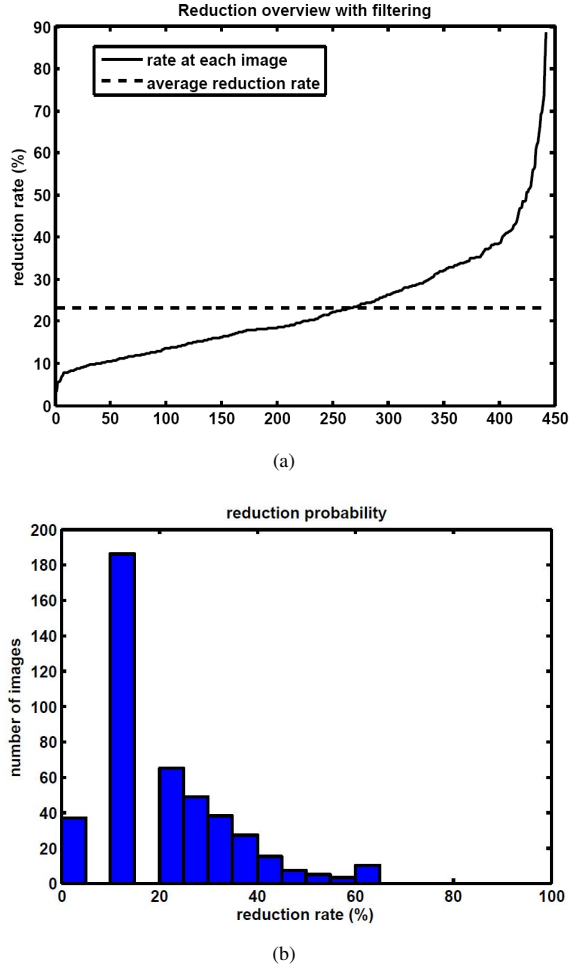 Reduction overview with filtering
90
80
70
60
50
40
30
20
10
0
reduction rate (%)
rate at each image
average reduction rate
0 50 100 150 200 250 300 350 400 450
(a)
reduction probability
200
180
160
140
120
100
80
60
40
20
0
number of images
0 20 40 60 80 100
reduction rate (%)
(b)